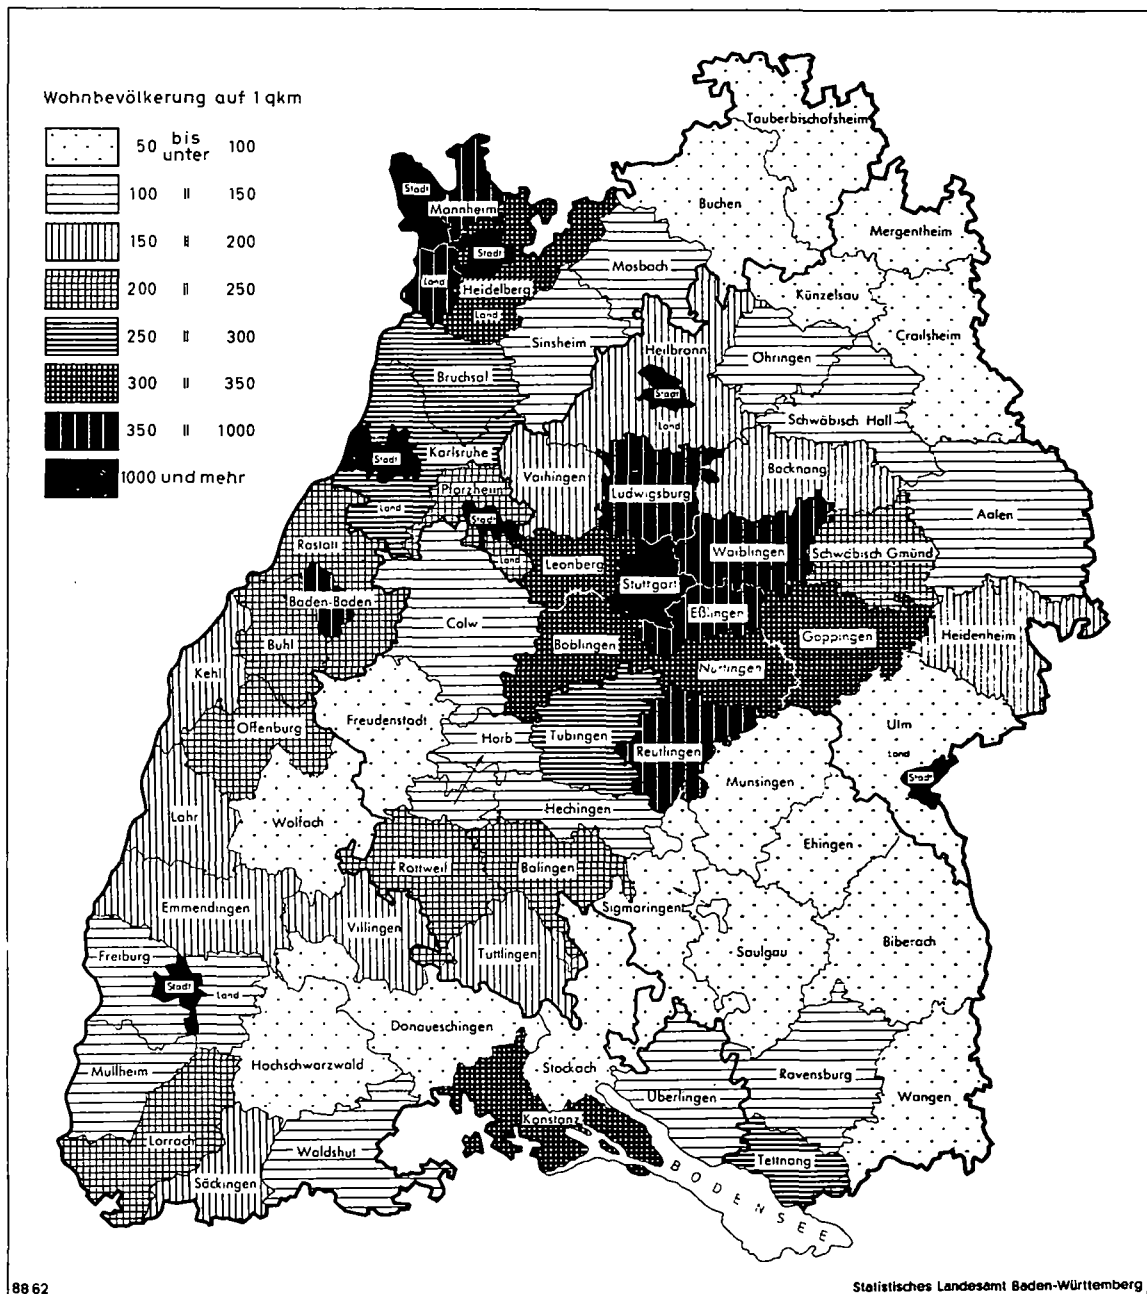 Wohnbevölkerung auf 1 qkm
50 bis unter 100
100 " 150
150 " 200
200 " 250
250 " 300
300 " 350
350 " 1000
1000 und mehr
Tauberbischofsheim
Stadt
Mannheim
Buchen
Mergentheim
Stadt
Mosbach
Land
Heidelberg
Künzelsau
Land
Sinsheim
Crailsheim
Heilbronn
Öhringen
Bruchsal
Stadt
Schwäbisch Hall
Land
Karlsruhe
Stadt
Vaihingen
Backnang
Pforzheim
Ludwigsburg
Land
Stadt
Aalen
Rastatt
Waiblingen
Schwäbisch Gmünd
Land
Leonberg
Stuttgart
Baden-Baden
Eßlingen
Calw
Göppingen
Heidenheim
Bühl
Böblingen
Nürtingen
Kehl
Freudenstadt
Ulm
Offenburg
Horb
Tübingen
Reutlingen
Land
Stadt
Münsingen
Hechingen
Lahr
Wolfach
Ehingen
Rottweil
Balingen
Emmendingen
Sigmaringen
Villingen
Biberach
Freiburg
Tuttlingen
Saulgau
Stadt
Land
Donaueschingen
Hochschwarzwald
Stockach
Müllheim
Ravensburg
Überlingen
Wangen
Konstanz
Lörrach
Waldshut
Tettnang
Säckingen
BODENSEE
8862
Statistisches Landesamt Baden-Württemberg